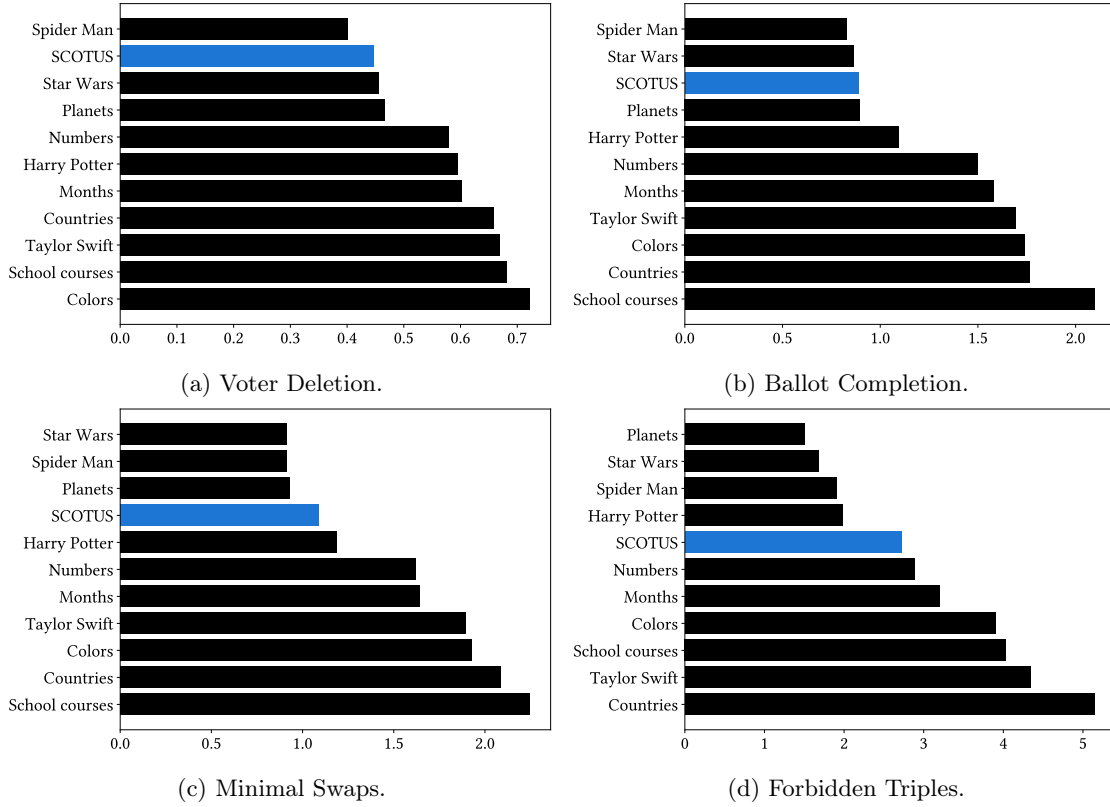 Spider Man
SCOTUS
Star Wars
Planets
Numbers
Harry Potter
Months
Countries
Taylor Swift
School courses
Colors
0.0 0.1 0.2 0.3 0.4 0.5 0.6 0.7
(a) Voter Deletion.
Spider Man
Star Wars
SCOTUS
Planets
Harry Potter
Numbers
Months
Taylor Swift
Colors
Countries
School courses
0.0 0.5 1.0 1.5 2.0
(b) Ballot Completion.
Star Wars
Spider Man
Planets
SCOTUS
Harry Potter
Numbers
Months
Taylor Swift
Colors
Countries
School courses
0.0 0.5 1.0 1.5 2.0
(c) Minimal Swaps.
Planets
Star Wars
Spider Man
Harry Potter
SCOTUS
Numbers
Months
Colors
School courses
Taylor Swift
Countries
0 1 2 3 4 5
(d) Forbidden Triples.